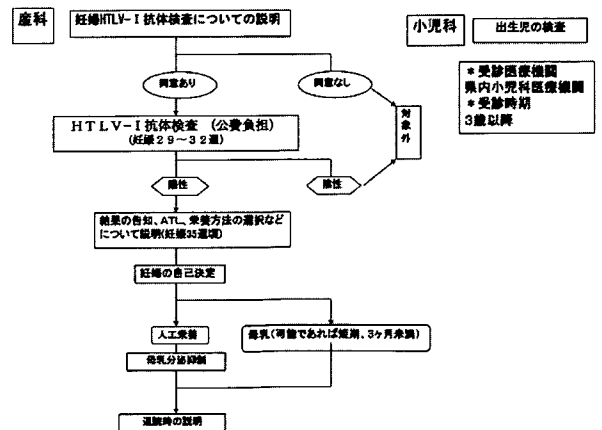 産科
妊婦HTLV-Ⅰ抗体検査についての説明
同意あり
同意なし
HTLV-Ⅰ抗体検査 (公費負担)
(妊娠29～32週)
対象外
陽性
陰性
結果の告知、ATL、栄養方法の選択など
について説明(妊娠35週頃)
妊婦の自己決定
人工栄養
母乳(可能であれば短期、3ヶ月未満)
母乳分泌抑制
退院時の説明
小児科
出生児の検査
*受診医療機関
県内小児科医療機関
*受診時期
3歳以降